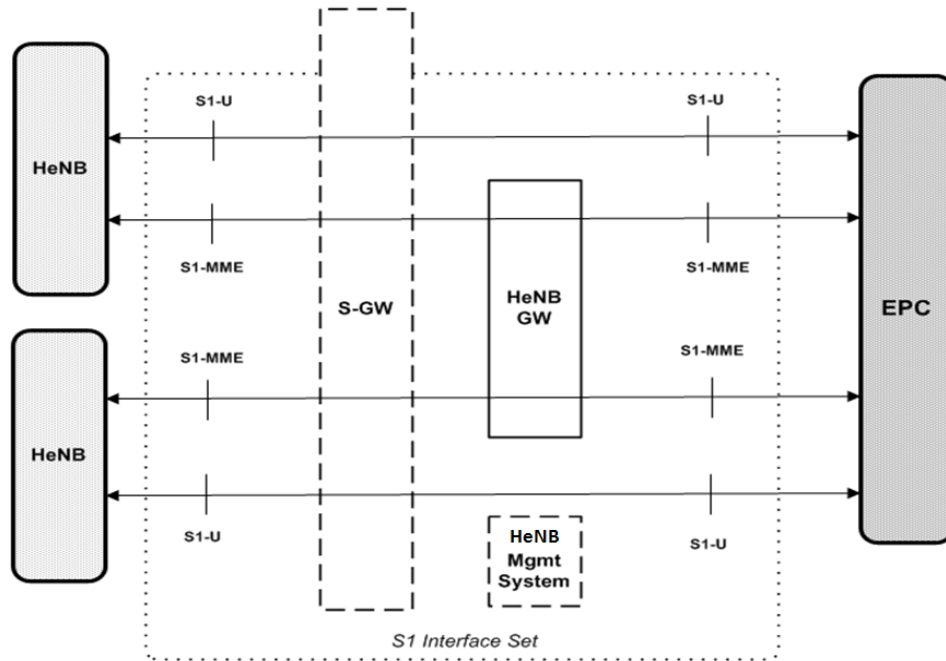 S1-U
S1-U
HeNB
S1-MME
S1-MME
S-GW
HeNB
GW
EPC
S1-MME
S1-MME
HeNB
S1-U
S1-U
HeNB
Mgmt
System
S1 Interface Set